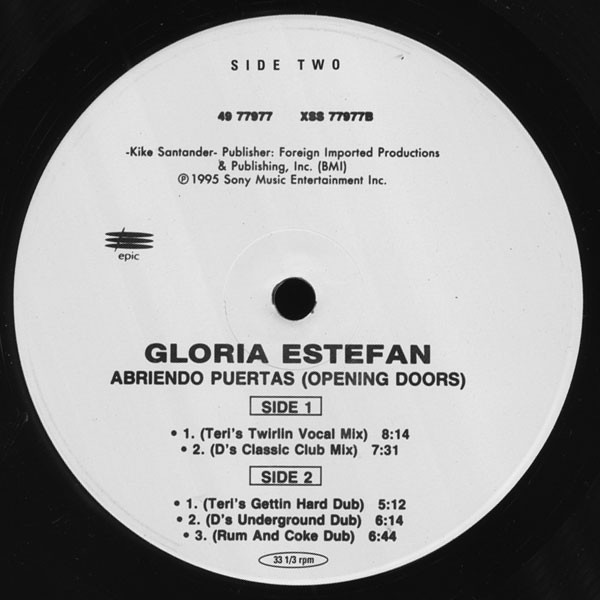 SIDE TWO
49 77977 XSS 77977B
-Kike Santander- Publisher: Foreign Imported Productions
& Publishing, Inc. (BMI)
℗ 1995 Sony Music Entertainment Inc.
epic
GLORIA ESTEFAN
ABRIENDO PUERTAS (OPENING DOORS)
SIDE 1
• 1. (Teri's Twirlin Vocal Mix) 8:14
• 2. (D's Classic Club Mix) 7:31
SIDE 2
• 1. (Teri's Gettin Hard Dub) 5:12
• 2. (D's Underground Dub) 6:14
• 3. (Rum And Coke Dub) 6:44
33 1/3 rpm